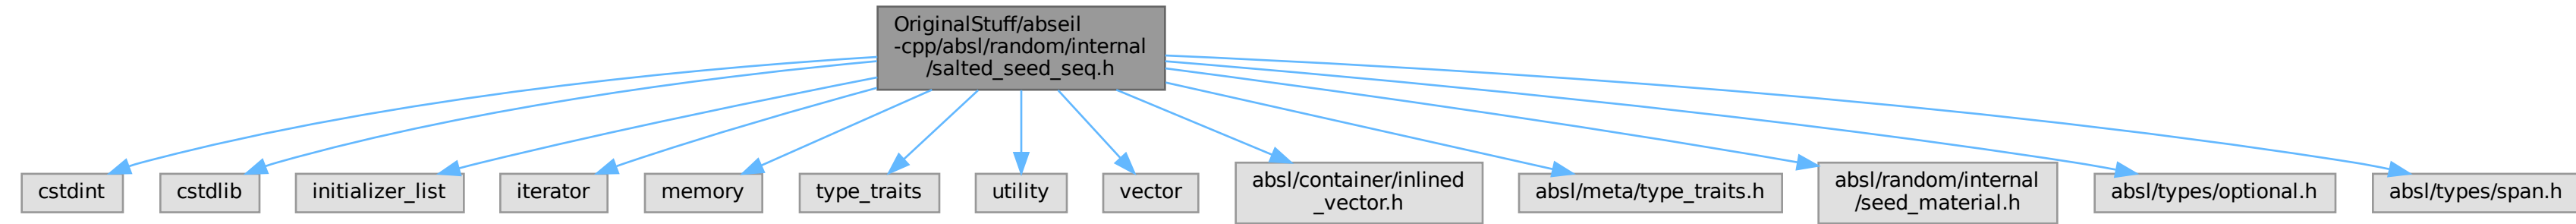 OriginalStuff/abseil
-cpp/absl/random/internal
/salted_seed_seq.h
cstdint
cstdlib
initializer_list
iterator
memory
type_traits
utility
vector
absl/container/inlined
_vector.h
absl/meta/type_traits.h
absl/random/internal
/seed_material.h
absl/types/optional.h
absl/types/span.h